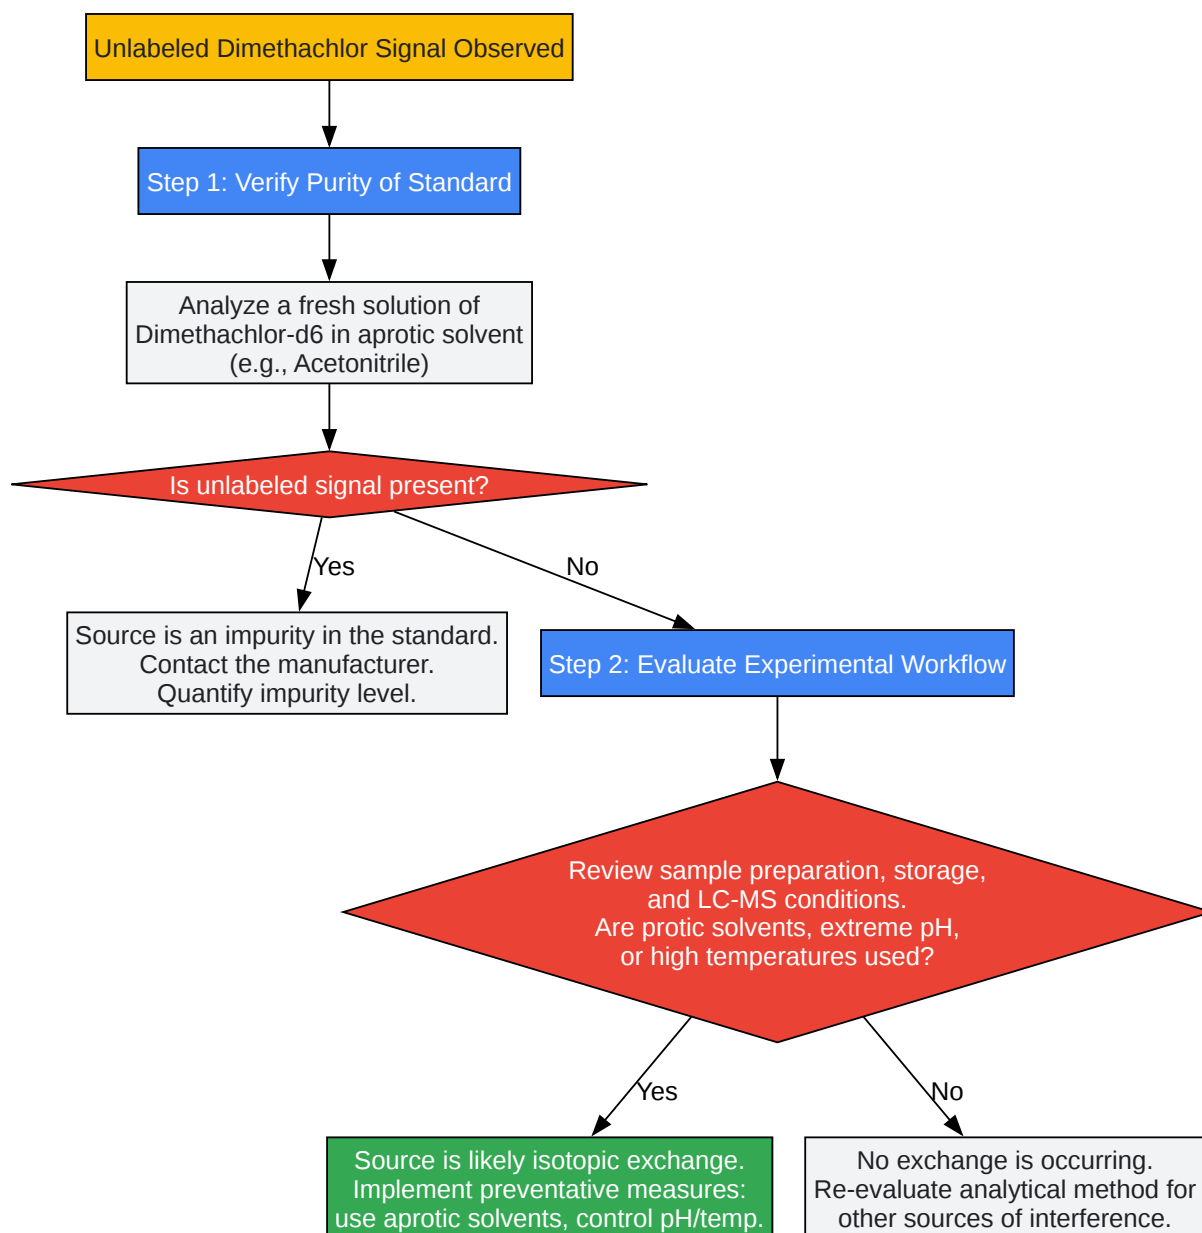 Unlabeled Dimethachlor Signal Observed
Step 1: Verify Purity of Standard
Analyze a fresh solution of
Dimethachlor-d6 in aprotic solvent
(e.g., Acetonitrile)
Is unlabeled signal present?
Yes
No
Source is an impurity in the standard.
Contact the manufacturer.
Quantify impurity level.
Step 2: Evaluate Experimental Workflow
Review sample preparation, storage,
and LC-MS conditions.
Are protic solvents, extreme pH,
or high temperatures used?
Yes
No
Source is likely isotopic exchange.
Implement preventative measures:
use aprotic solvents, control pH/temp.
No exchange is occurring.
Re-evaluate analytical method for
other sources of interference.